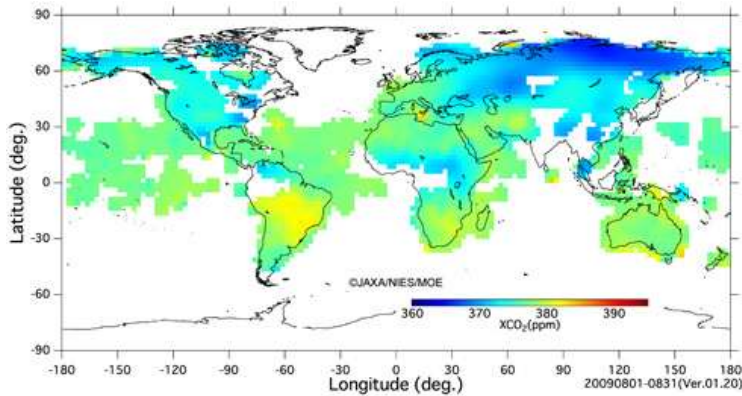 90
60
30
0
-30
-60
-90
Latitude (deg.)
©JAXA/NIES/MOE
360 370 380 390
XCO₂(ppm)
-180 -150 -120 -90 -60 -30 0 30 60 90 120 150 180
Longitude (deg.)
20090801-0831(Ver.01.20)